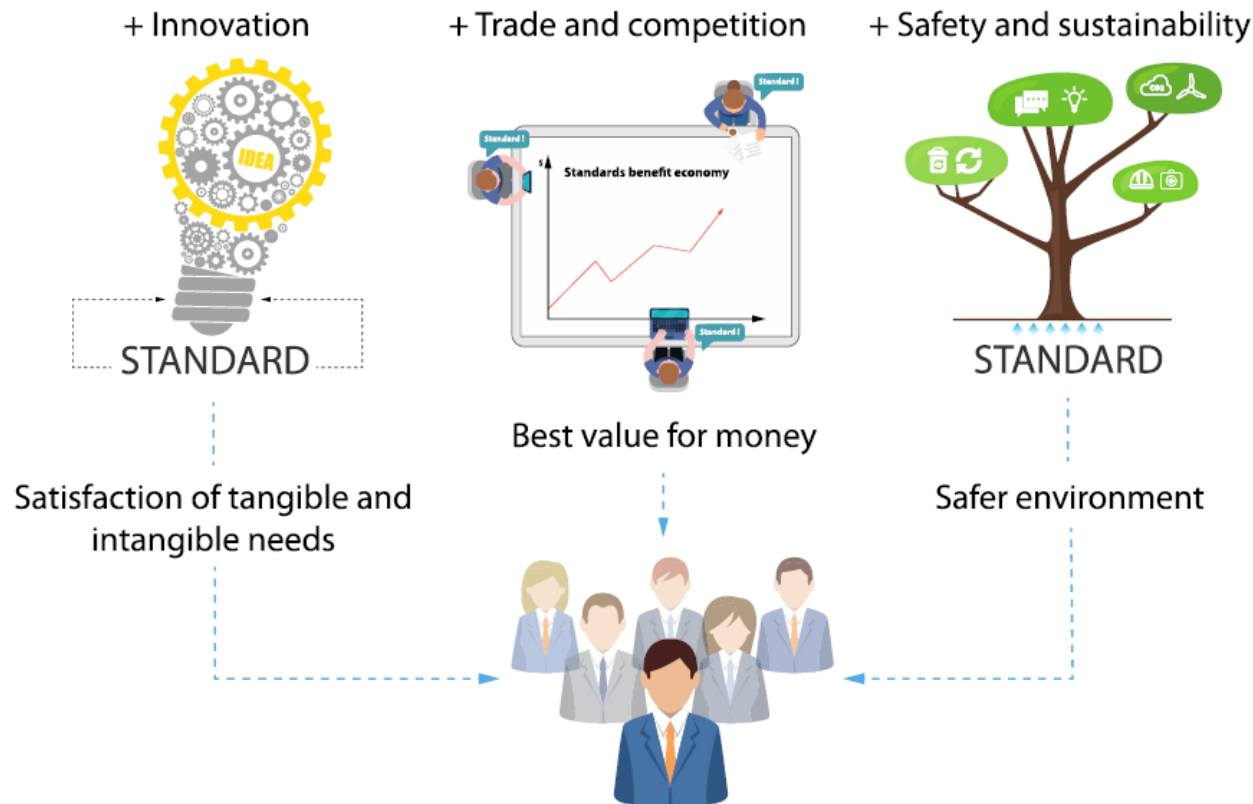 + Innovation
+ Trade and competition
+ Safety and sustainability
IDEA
Standard !
Standard !
$
Standards benefit economy
Standard !
CO2
STANDARD
STANDARD
Best value for money
Satisfaction of tangible and
intangible needs
Safer environment